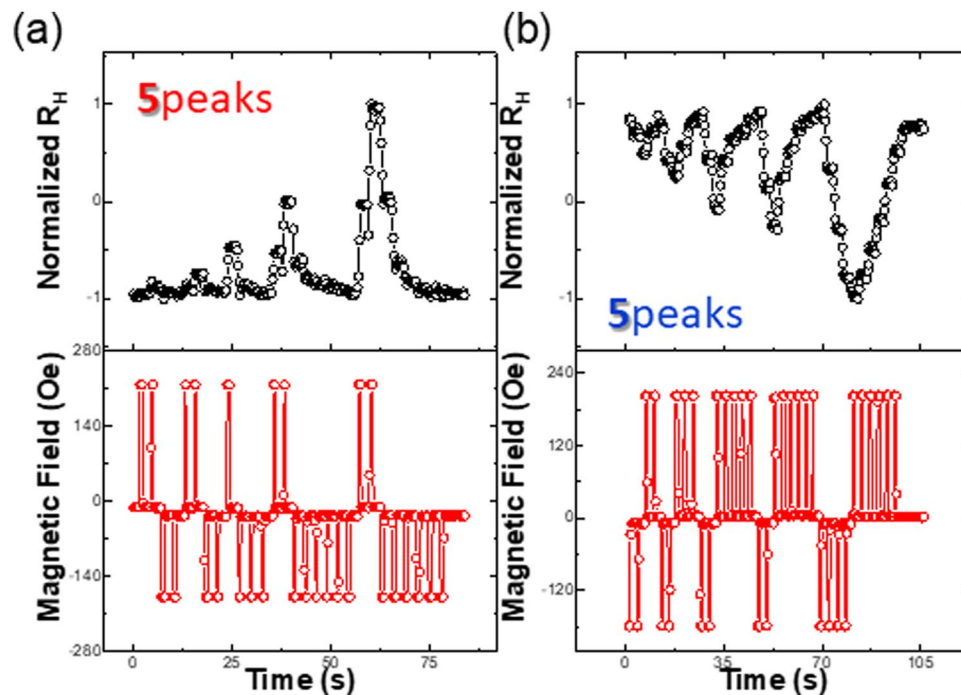 (a)
Normalized R_H
1
0
-1
5peaks
Magnetic Field (Oe)
280
140
0
-140
-280
0 25 50 75
Time (s)
(b)
Normalized R_H
1
0
-1
5peaks
Magnetic Field (Oe)
240
120
0
-120
0 35 70 105
Time (s)